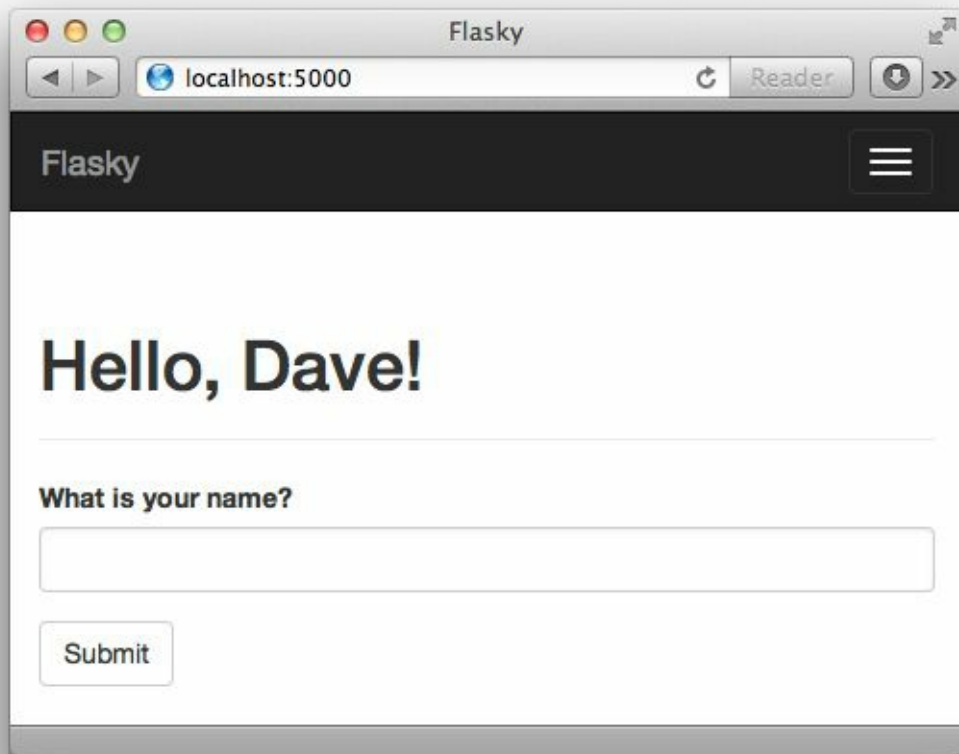 Flasky
localhost:5000
Reader
Flasky
Hello, Dave!
What is your name?
Submit